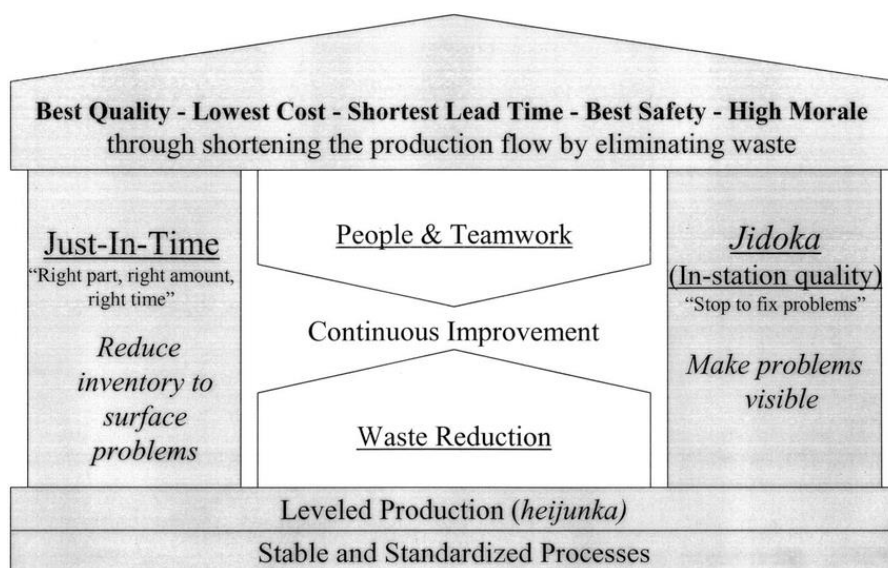 Best Quality - Lowest Cost - Shortest Lead Time - Best Safety - High Morale
through shortening the production flow by eliminating waste
Just-In-Time
“Right part, right amount,
right time”
Reduce
inventory to
surface
problems
People & Teamwork
Continuous Improvement
Waste Reduction
Jidoka
(In-station quality)
“Stop to fix problems”
Make problems
visible
Leveled Production (heijunka)
Stable and Standardized Processes